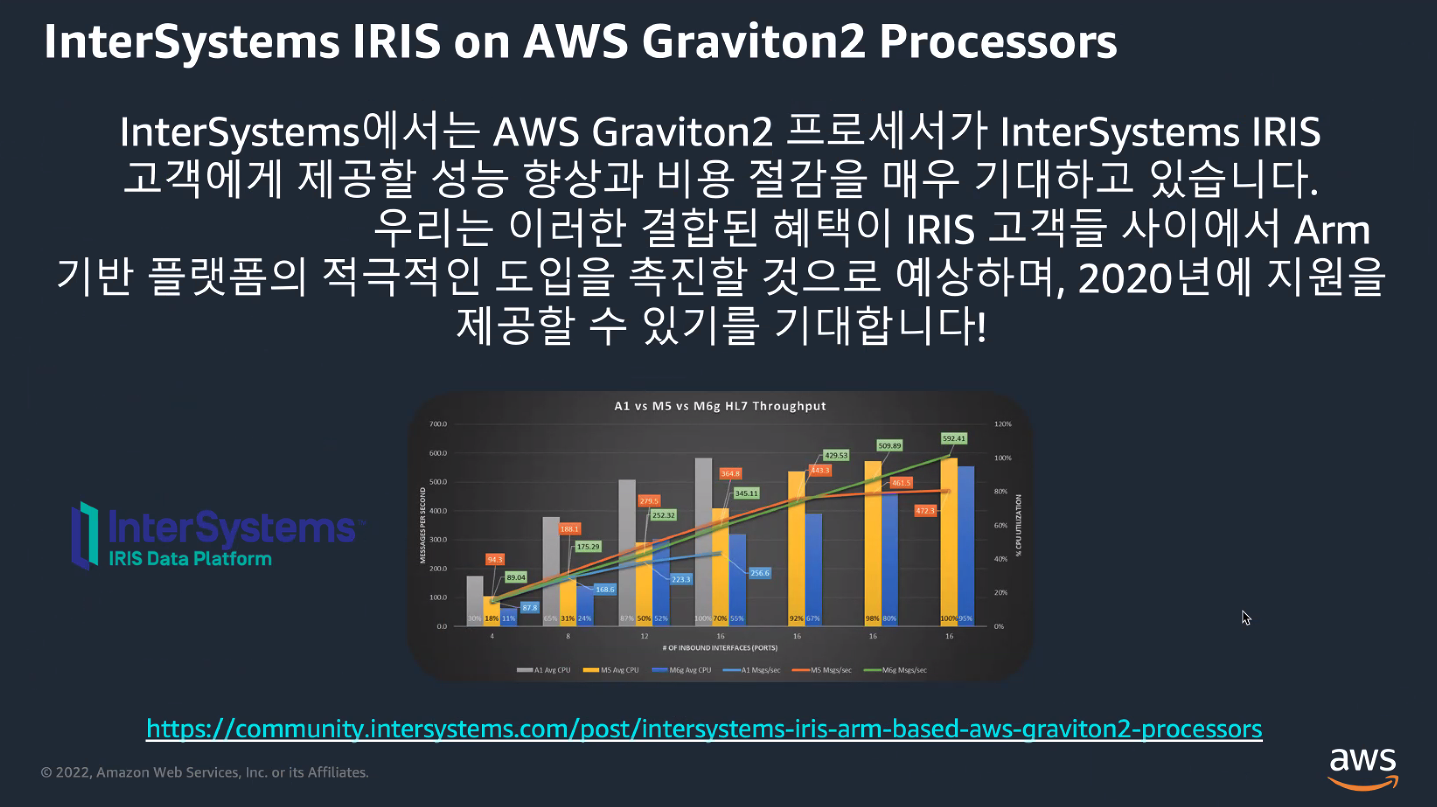 InterSystems IRIS on AWS Graviton2 Processors
InterSystems에서는 AWS Graviton2 프로세서가 InterSystems IRIS
고객에게 제공할 성능 향상과 비용 절감을 매우 기대하고 있습니다.
우리는 이러한 결합된 혜택이 IRIS 고객들 사이에서 Arm
기반 플랫폼의 적극적인 도입을 촉진할 것으로 예상하며, 2020년에 지원을
제공할 수 있기를 기대합니다!
A1 vs M5 vs M6g HL7 Throughput
700.0 120%
592.41
509.89
429.53
600.0 100%
364.8 443.3
461.5
500.0 80%
345.11
279.5
472.3
252.32
400.0 60%
188.1
300.0 40%
175.29
94.3
256.6
89.04
223.3
200.0 20%
168.6
87.8
100.0
30% 18% 11% 65% 31% 24% 87% 50% 52% 100% 70% 55% 92% 67% 98% 80% 100% 95%
0.0 0%
4 8 12 16 16 16 16
# OF INBOUND INTERFACES (PORTS)
MESSAGES PER SECOND
% CPU UTILIZATION
A1 Avg CPU M5 Avg CPU M6g Avg CPU A1 Msgs/sec M5 Msgs/sec M6g Msgs/sec
InterSystems™
IRIS Data Platform
https://community.intersystems.com/post/intersystems-iris-arm-based-aws-graviton2-processors
© 2022, Amazon Web Services, Inc. or its Affiliates.
aws